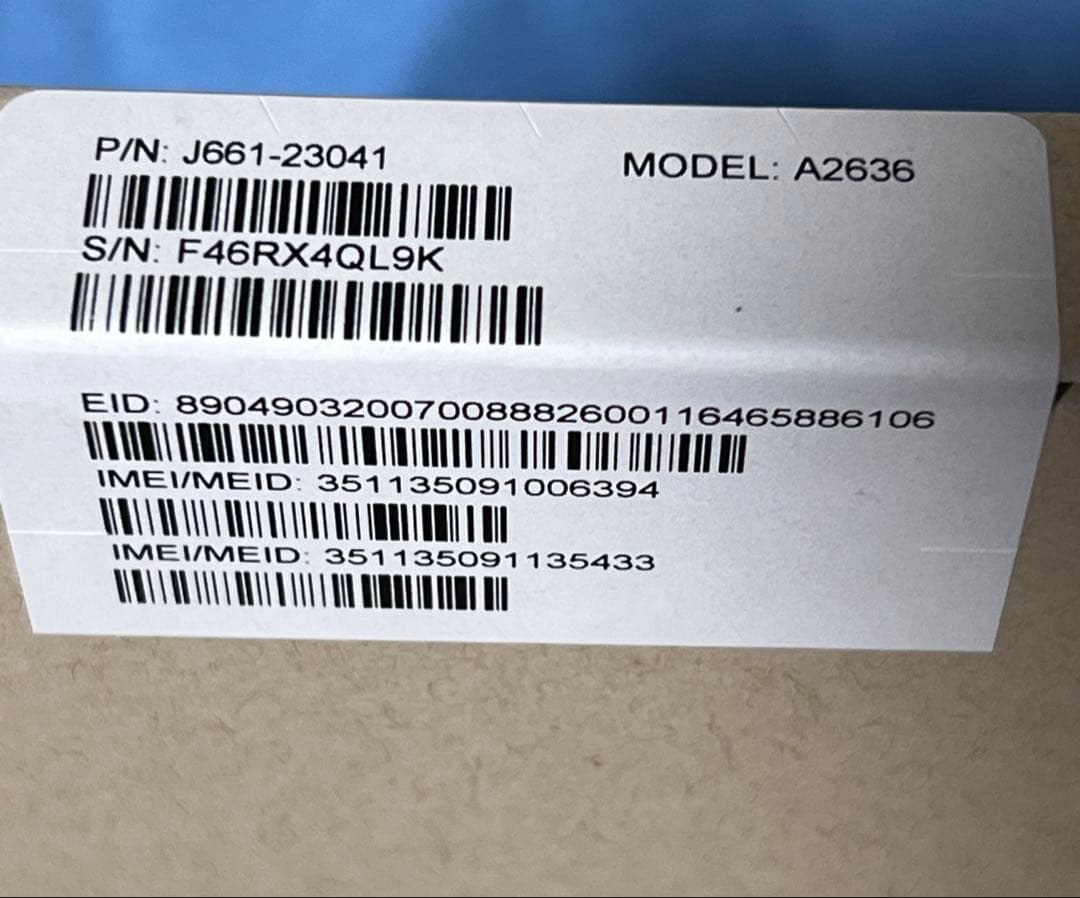 P/N: J661-23041
MODEL: A2636
S/N: F46RX4QL9K
EID: 89049032007008882600116465886106
IMEI/MEID: 351135091006394
IMEI/MEID: 351135091135433